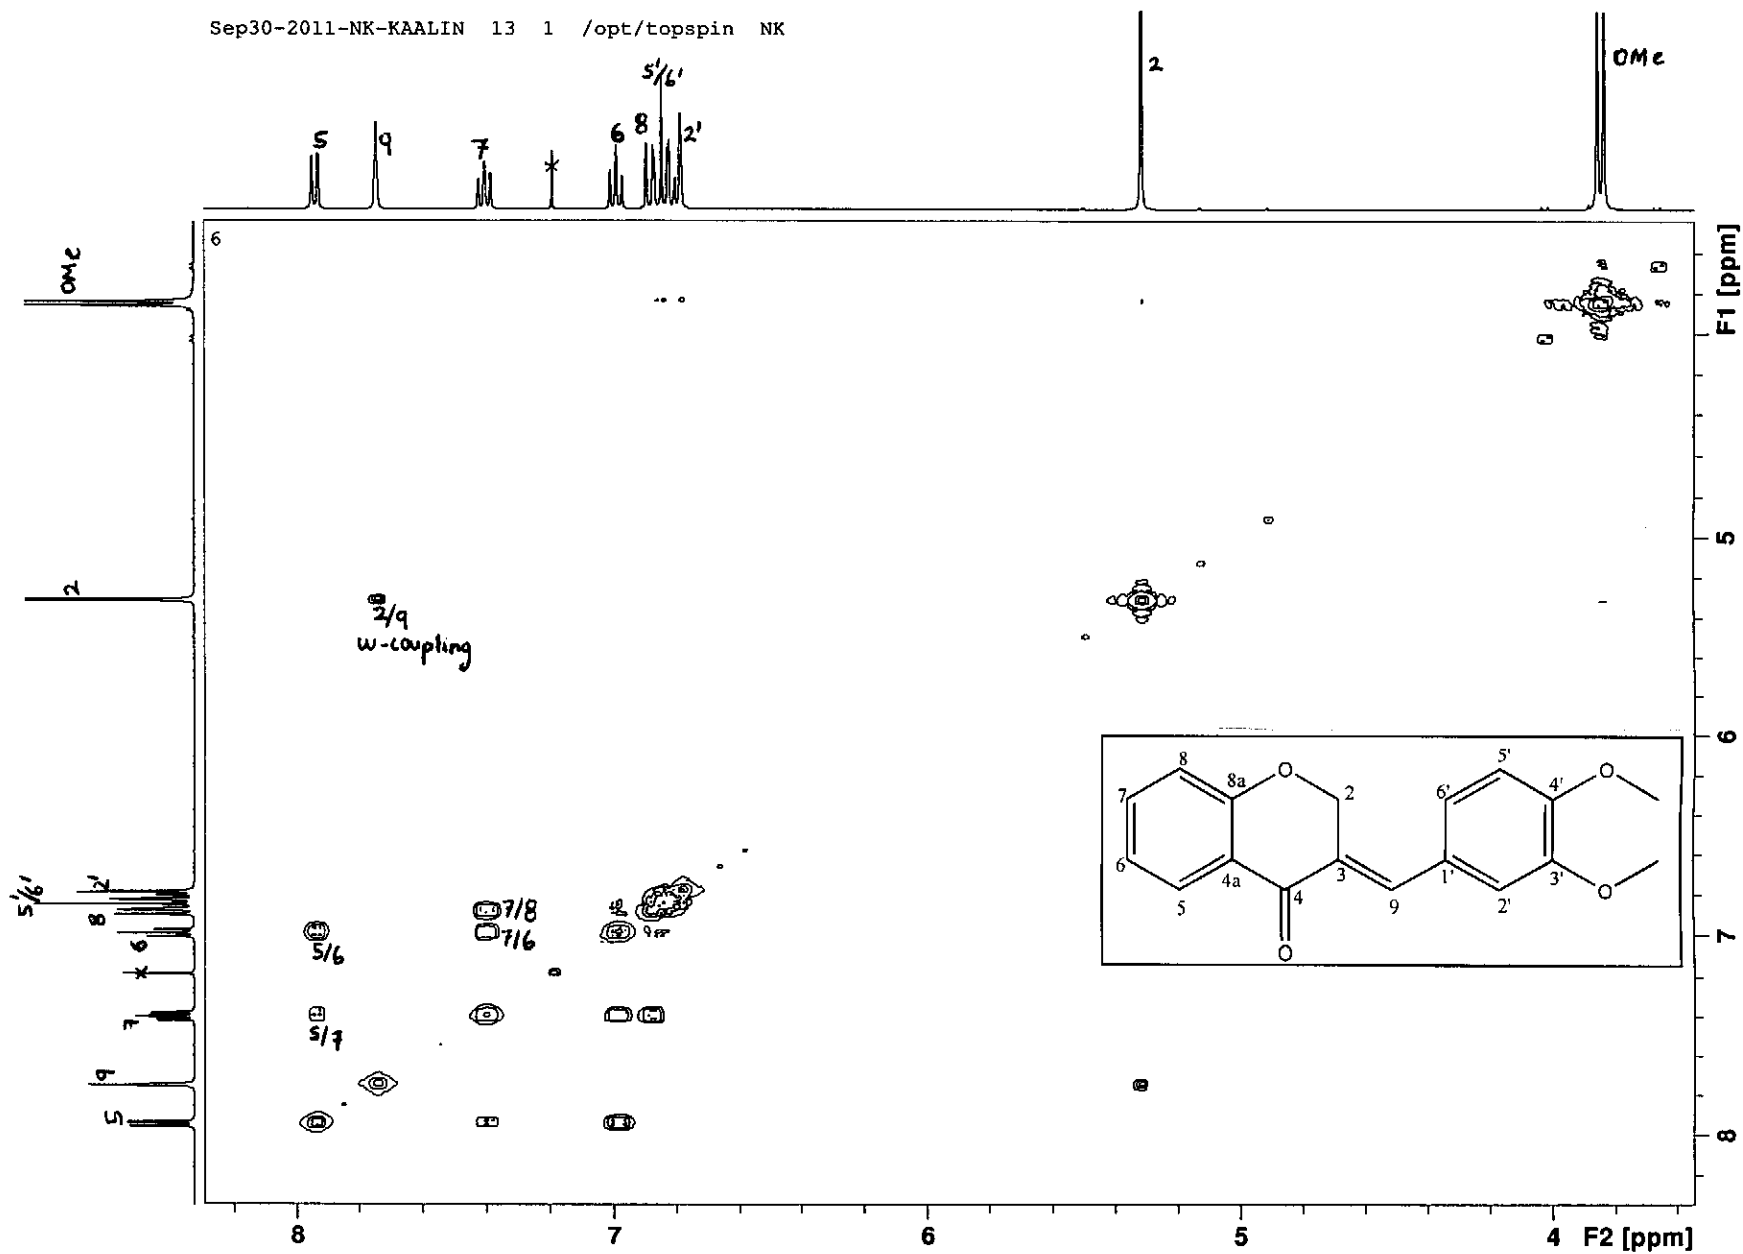 Sep30-2011-NK-KAALIN 13 1 /opt/topspin NK
5 9 7 x 6 8 5'/6' 2' 2 OMe
6
OMe
2
2/9
w-coupling
5'/6' 2'
8
6
x
7
9
5
7/8
7/6
5/6
5/7
8 8a O 2 7 6 4a 5 4 O 3 9 1' 6' 5' 4' O 3' O 2'
F1 [ppm]
5
6
7
8
8 7 6 5 4 F2 [ppm]